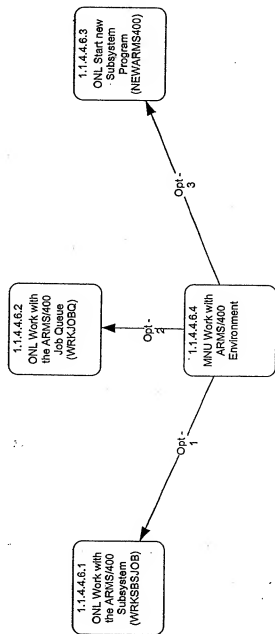 1.1.4.4.6.1
ONL Work with
the ARMS/400
Subsystem
(WRKSBSJOB)
Opt -
1
1.1.4.4.6.2
ONL Work with
the ARMS/400
Job Queue
(WRKJOBQ)
Opt -
2
1.1.4.4.6.3
ONL Start new
Subsystem
Program
(NEWARMS400)
Opt -
3
1.1.4.4.6.4
MNU Work with
ARMS/400
Environment